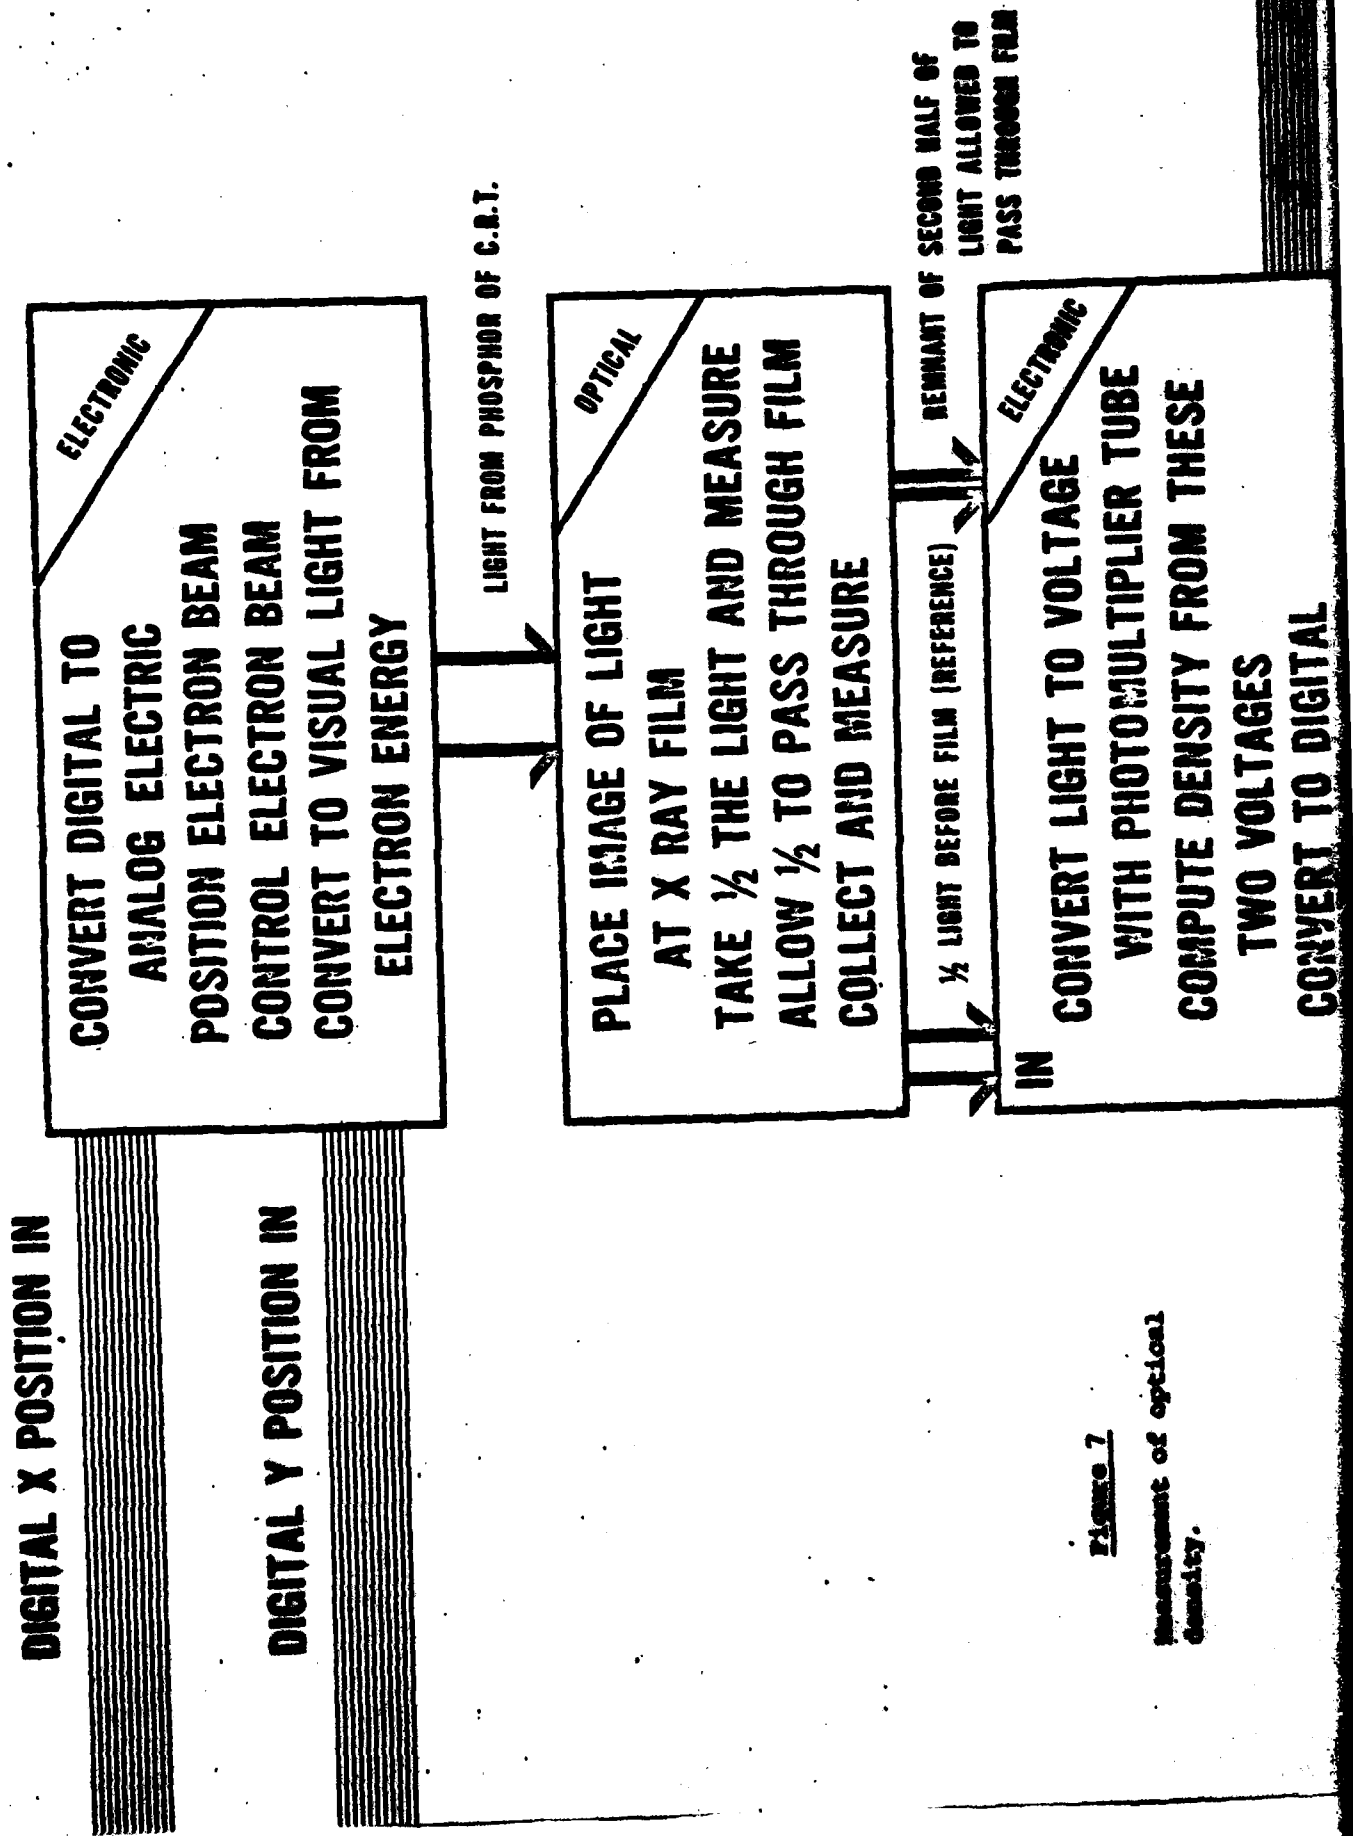 DIGITAL X POSITION IN
DIGITAL Y POSITION IN
ELECTRONIC
CONVERT DIGITAL TO
ANALOG ELECTRIC
POSITION ELECTRON BEAM
CONTROL ELECTRON BEAM
CONVERT TO VISUAL LIGHT FROM
ELECTRON ENERGY
LIGHT FROM PHOSPHOR OF C.R.T.
OPTICAL
PLACE IMAGE OF LIGHT
AT X RAY FILM
TAKE ½ THE LIGHT AND MEASURE
ALLOW ½ TO PASS THROUGH FILM
COLLECT AND MEASURE
½ LIGHT BEFORE FILM (REFERENCE)
REMNANT OF SECOND HALF OF
LIGHT ALLOWED TO
PASS THROUGH FILM
ELECTRONIC
IN
CONVERT LIGHT TO VOLTAGE
WITH PHOTOMULTIPLIER TUBE
COMPUTE DENSITY FROM THESE
TWO VOLTAGES
CONVERT TO DIGITAL
Figure 7
Measurement of optical
density.